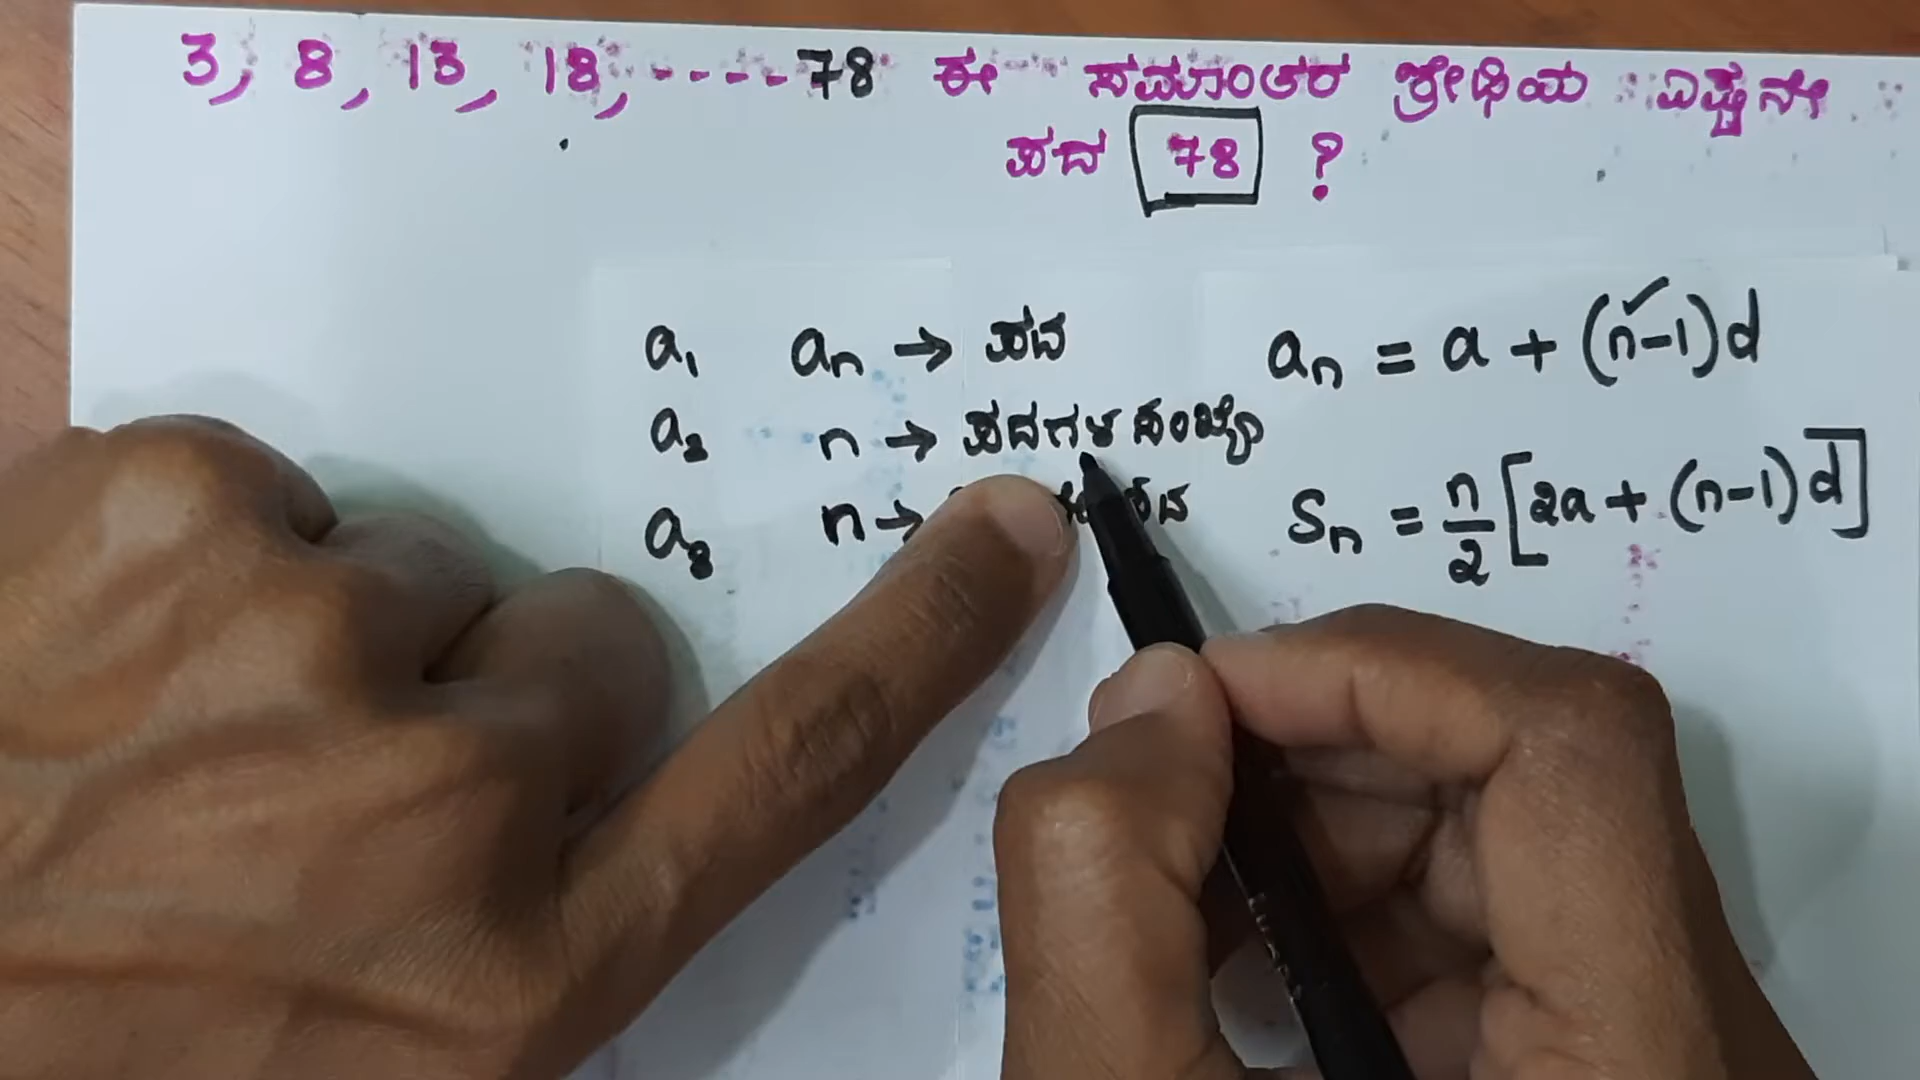 3, 8, 13, 18, -----78 ಈ ಸಮಾಂತರ ಶ್ರೇಢಿಯ ಎಷ್ಟನೇ
ಪದ 78 ?
a₁ aₙ → ಪದ aₙ = a + (n-1)d
a₂ n → ಪದಗಳ ಸಂಖ್ಯೆ
a₃ n → ಪದ Sₙ = n/2 [2a + (n-1)d]